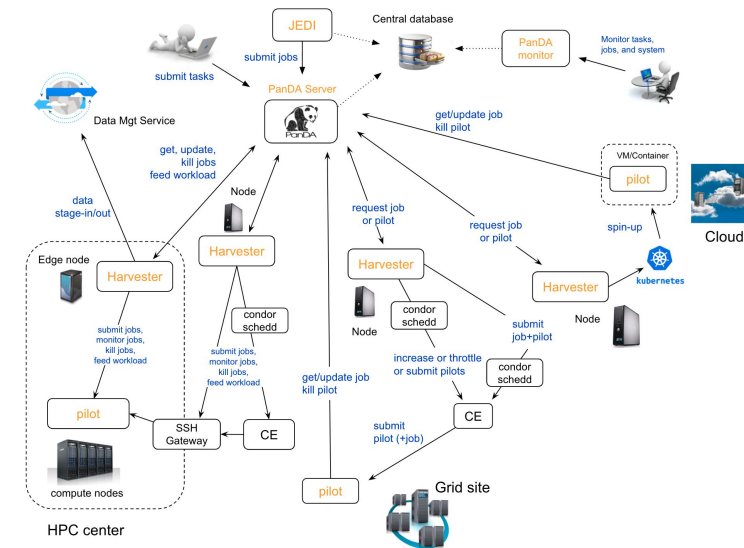 JEDI
Central database
submit jobs
PanDA
monitor
Monitor tasks,
jobs, and system
submit tasks
PanDA Server
PanDA
Data Mgt Service
get/update job
kill pilot
get, update,
kill jobs
feed workload
VM/Container
pilot
Node
data
stage-in/out
request job
or pilot
request job
or pilot
spin-up
Cloud
Edge node
Harvester
Harvester
Harvester
Harvester
kubernetes
Node
Node
condor
schedd
condor
schedd
submit jobs,
monitor jobs,
kill jobs,
feed workload
submit jobs,
monitor jobs,
kill jobs,
feed workload
submit
job+pilot
increase or throttle
or submit pilots
condor
schedd
get/update job
kill pilot
pilot
SSH
Gateway
CE
CE
submit
pilot (+job)
compute nodes
pilot
Grid site
HPC center